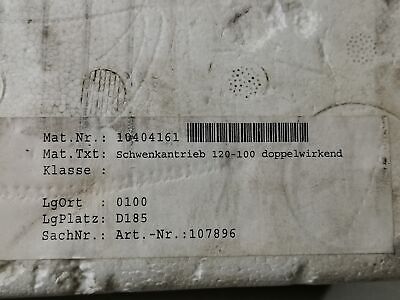 Mat.Nr.: 10404161
Mat.Txt: Schwenkantrieb 120-100 doppelwirkend
Klasse :
LgOrt : 0100
LgPlatz: D185
SachNr.: Art.-Nr.:107896